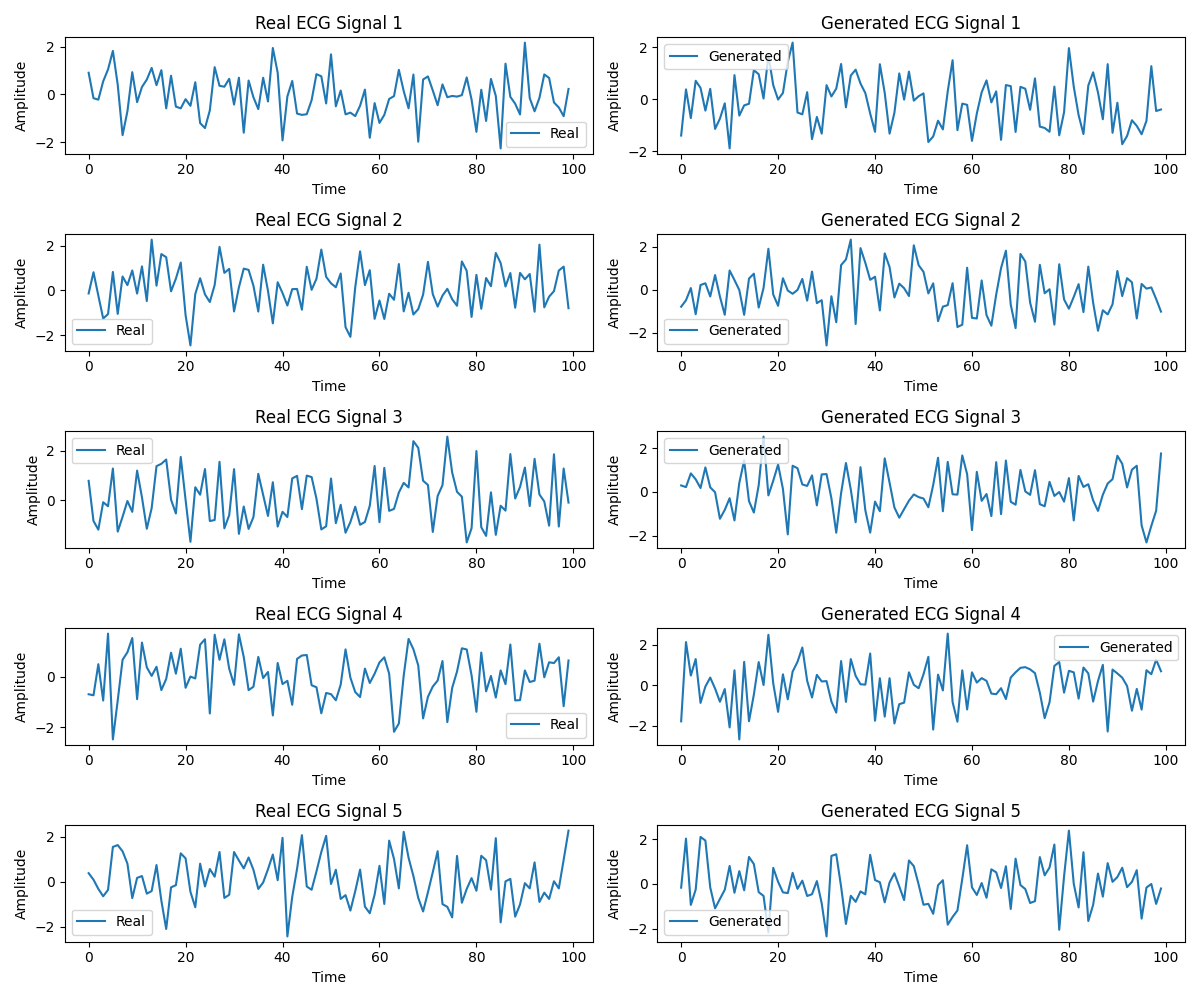 Real ECG Signal 1
Amplitude
2
0
−2
Real
0 20 40 60 80 100
Time
Generated ECG Signal 1
Amplitude
2
0
−2
Generated
0 20 40 60 80 100
Time
Real ECG Signal 2
Amplitude
2
0
−2
Real
0 20 40 60 80 100
Time
Generated ECG Signal 2
Amplitude
2
0
−2
Generated
0 20 40 60 80 100
Time
Real ECG Signal 3
Amplitude
2
0
Real
0 20 40 60 80 100
Time
Generated ECG Signal 3
Amplitude
2
0
−2
Generated
0 20 40 60 80 100
Time
Real ECG Signal 4
Amplitude
0
−2
Real
0 20 40 60 80 100
Time
Generated ECG Signal 4
Amplitude
2
0
−2
Generated
0 20 40 60 80 100
Time
Real ECG Signal 5
Amplitude
2
0
−2
Real
0 20 40 60 80 100
Time
Generated ECG Signal 5
Amplitude
2
0
−2
Generated
0 20 40 60 80 100
Time